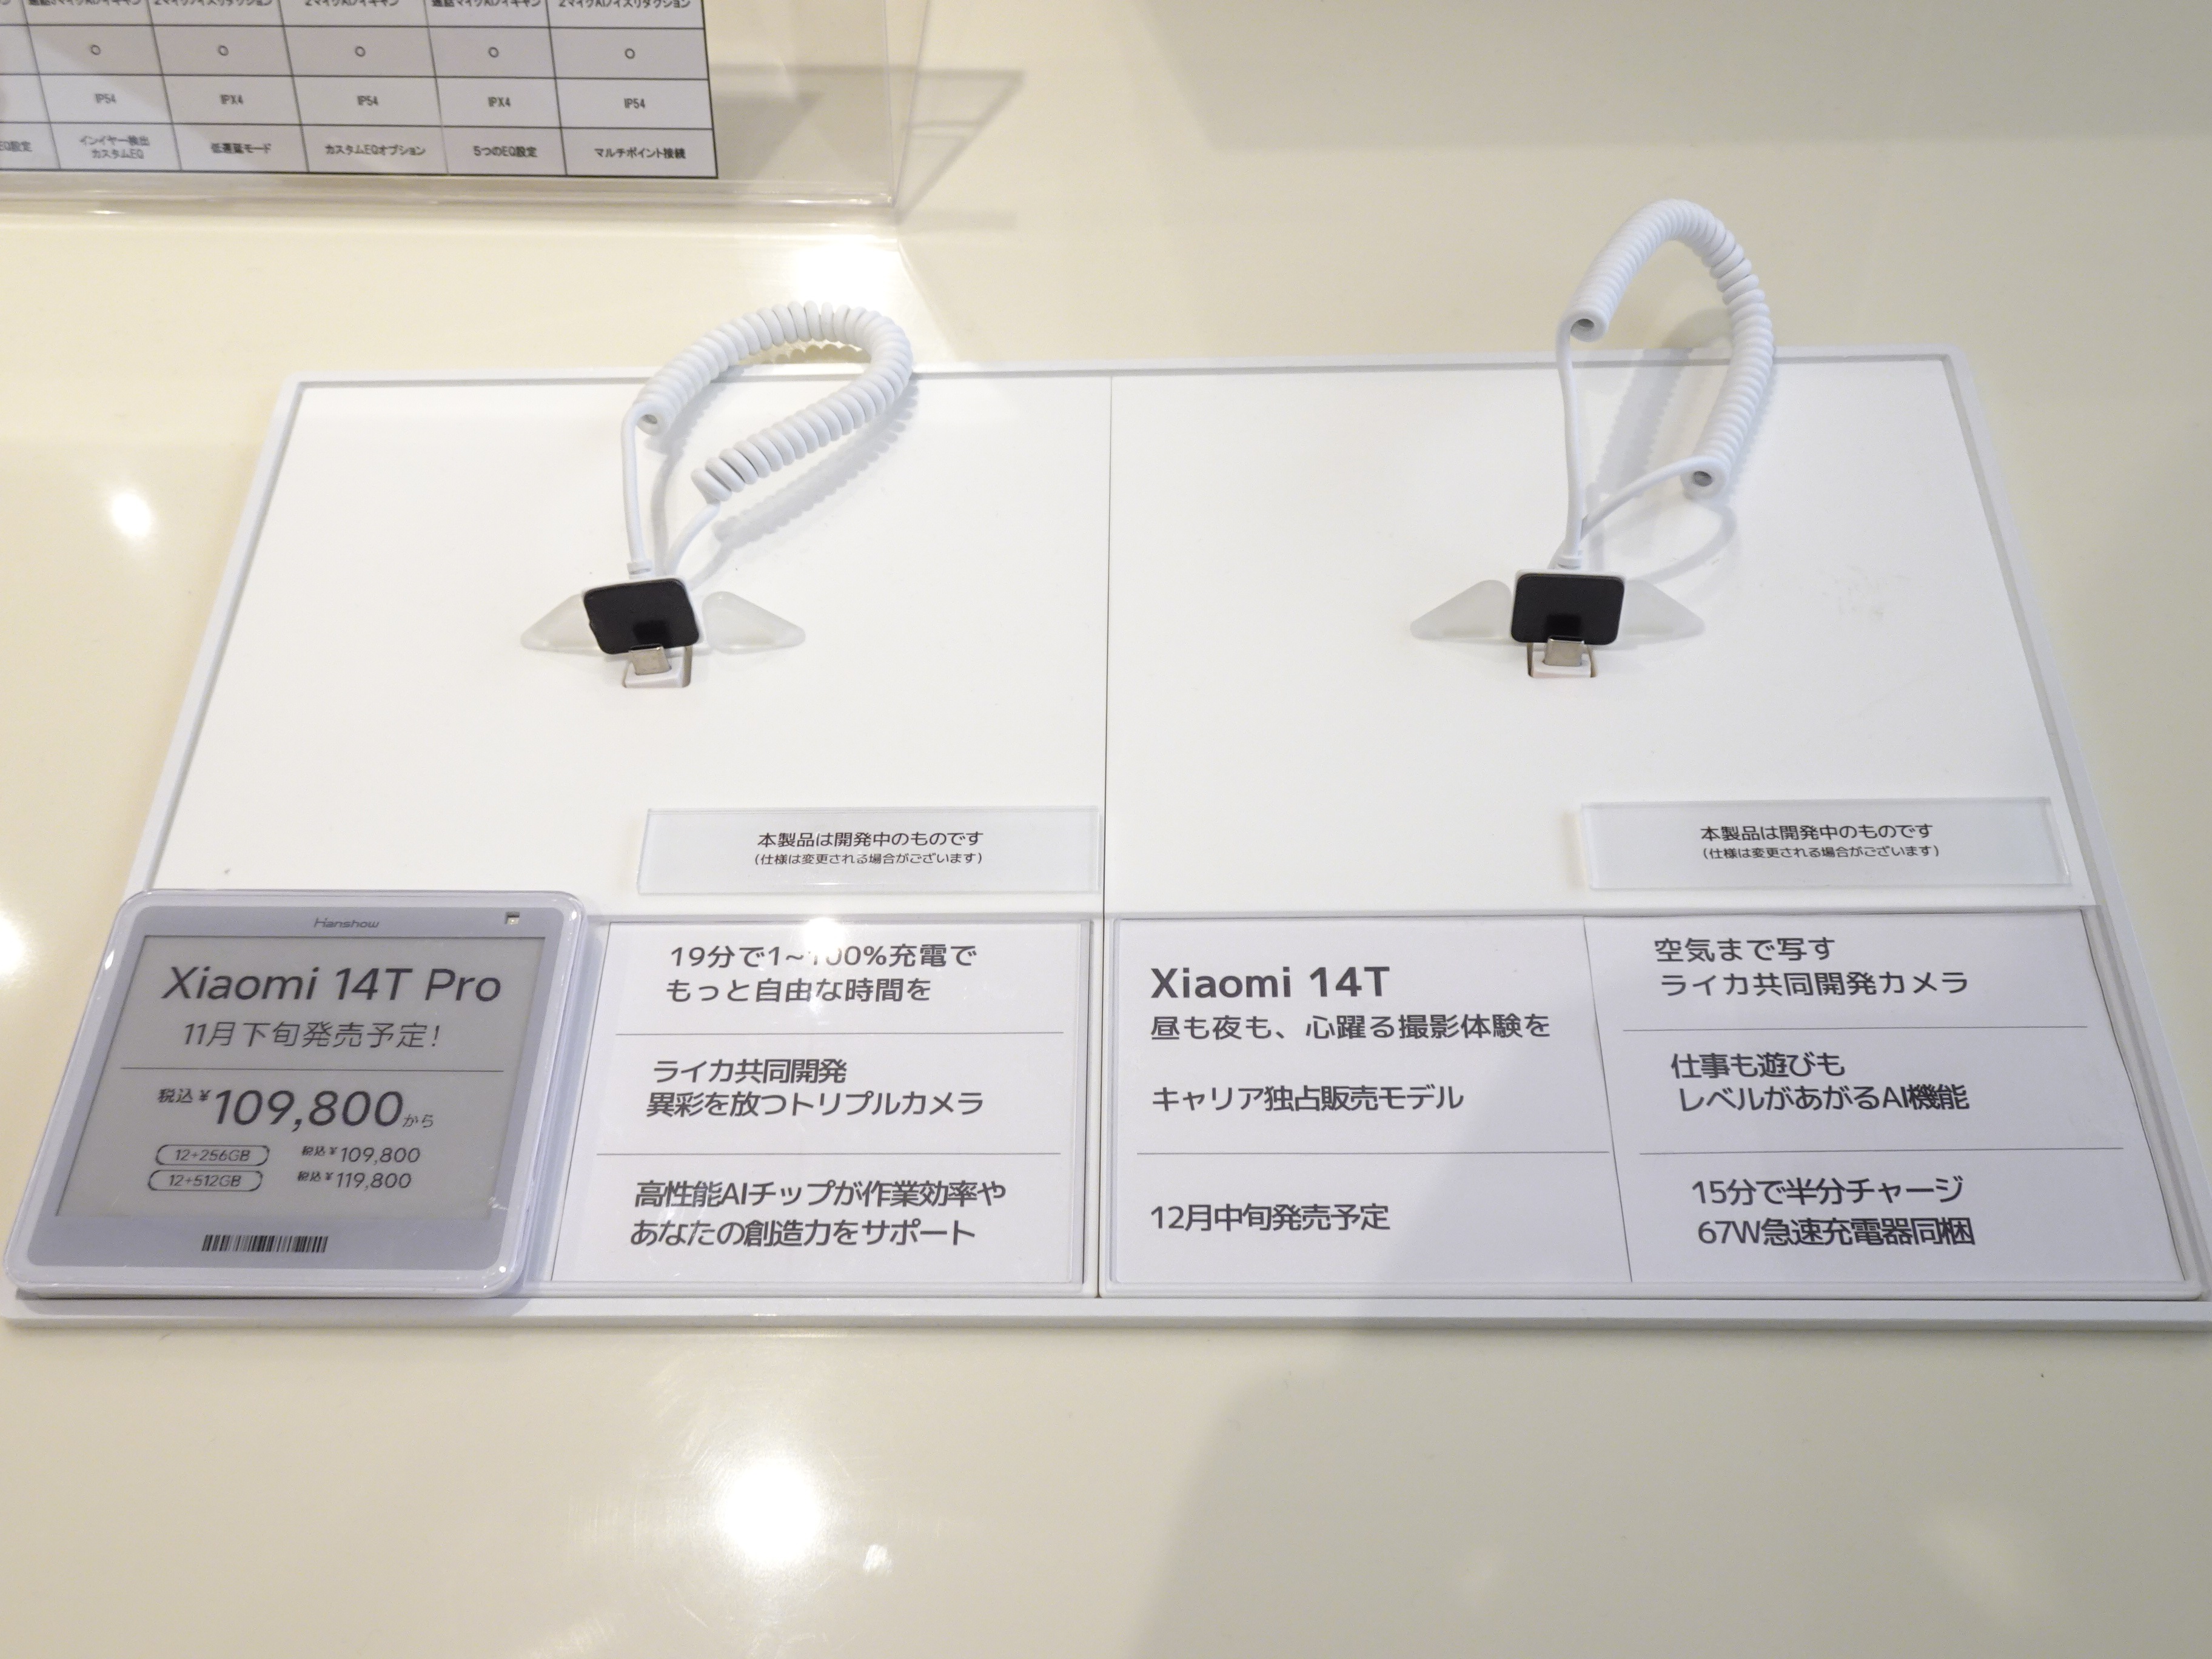 ○ ○ ○ ○ ○
IP54 IPX4 IP54 IPX4 IP54
EQ設定 インイヤー検出 低遅延モード カスタムEQオプション 5つのEQ設定 マルチポイント接続
カスタムEQ
本製品は開発中のものです
(仕様は変更される場合がございます)
本製品は開発中のものです
(仕様は変更される場合がございます)
Hanshow
Xiaomi 14T Pro
11月下旬発売予定!
税込¥109,800から
12+256GB 税込¥109,800
12+512GB 税込¥119,800
19分で1~100%充電で
もっと自由な時間を
ライカ共同開発
異彩を放つトリプルカメラ
高性能AIチップが作業効率や
あなたの創造力をサポート
Xiaomi 14T
昼も夜も、心躍る撮影体験を
キャリア独占販売モデル
12月中旬発売予定
空気まで写す
ライカ共同開発カメラ
仕事も遊びも
レベルがあがるAI機能
15分で半分チャージ
67W急速充電器同梱